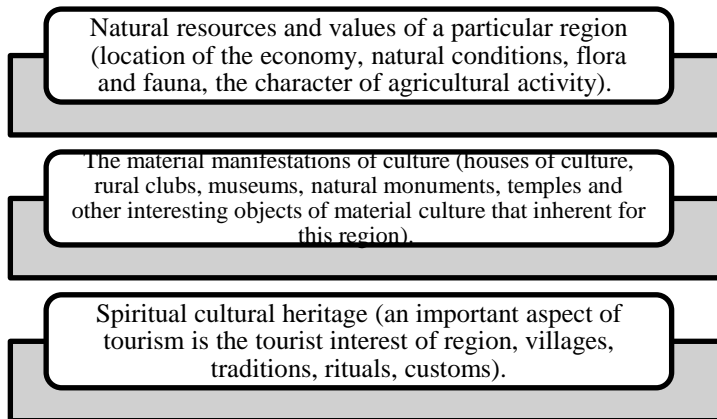 Natural resources and values of a particular region
(location of the economy, natural conditions, flora
and fauna, the character of agricultural activity).
The material manifestations of culture (houses of culture,
rural clubs, museums, natural monuments, temples and
other interesting objects of material culture that inherent for
this region).
Spiritual cultural heritage (an important aspect of
tourism is the tourist interest of region, villages,
traditions, rituals, customs).